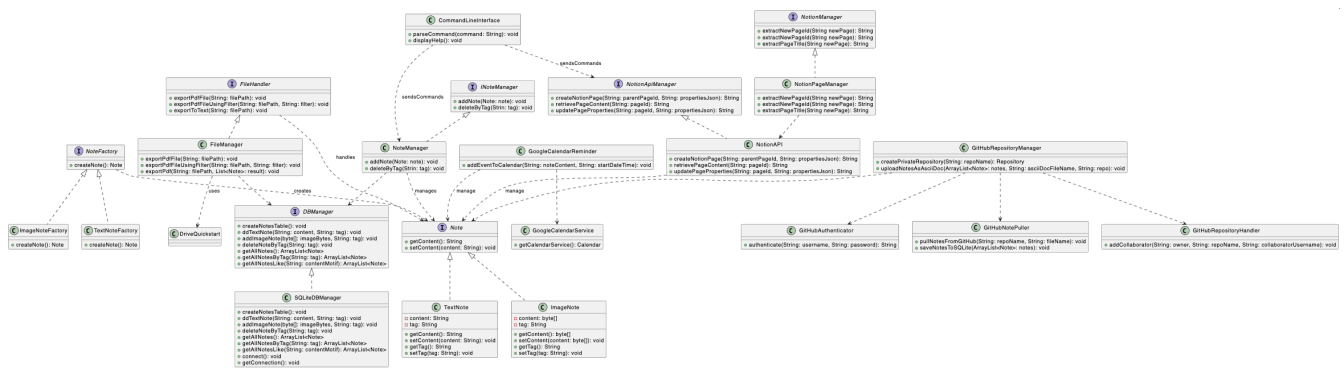 C CommandLineInterface
parseCommand(command: String): void
displayHelp(): void
I NotionManager
extractNewPageId(String newPage): String
extractNewPageId(String newPage): String
extractPageTitle(String newPage): String
sendsCommands
I FileHandler
exportPdfFile(String: filePath): void
exportPdfFileUsingFilter(String: filePath, String: filter): void
exportToText(String: filePath): void
sendsCommands
I INoteManager
addNote(Note: note): void
deleteByTag(Strin: tag): void
I NotionApiManager
createNotionPage(String: parentPageId, String: propertiesJson): String
retrievePageContent(String: pageId): String
updatePageProperties(String: pageId, String: propertiesJson): String
C NotionPageManager
extractNewPageId(String newPage): String
extractNewPageId(String newPage): String
extractPageTitle(String newPage): String
I NoteFactory
createNote(): Note
C FileManager
exportPdfFile(String: filePath): void
exportPdfFileUsingFilter(String: filePath, String: filter): void
exportPdf(String: filePath, List<Note>: result): void
handles
C NoteManager
addNote(Note: note): void
deleteByTag(Strin: tag): void
C GoogleCalendarReminder
addEventToCalendar(String: noteContent, String: startDateTime): void
C NotionAPI
createNotionPage(String: parentPageId, String: propertiesJson): String
retrievePageContent(String: pageId): String
updatePageProperties(String: pageId, String: propertiesJson): String
C GitHubRepositoryManager
createPrivateRepository(String: repoName): Repository
uploadNotesAsAsciiDoc(ArrayList<Note>: notes, String: asciiDocFileName, String: repo): void
uses
creates
manages
manage
manage
C ImageNoteFactory
createNote(): Note
C TextNoteFactory
createNote(): Note
C DriveQuickstart
I DBManager
createNotesTable(): void
ddTextNote(String: content, String: tag): void
addImageNote(byte[]: imageBytes, String: tag): void
deleteNoteByTag(String: tag): void
getAllNotes(): ArrayList<Note>
getAllNotesByTag(String: tag): ArrayList<Note>
getAllNotesLike(String: contentMotif): ArrayList<Note>
I Note
getContent(): String
setContent(content: String): void
C GoogleCalendarService
getCalendarService(): Calendar
C GitHubAuthenticator
authenticate(String: username, String: password): String
C GitHubNotePuller
pullNotesFromGitHub(String: repoName, String: fileName): void
saveNotesToSQLite(ArrayList<Note>: notes): void
C GitHubRepositoryHandler
addCollaborator(String: owner, String: repoName, String: collaboratorUsername): void
C SQLiteDBManager
createNotesTable(): void
ddTextNote(String: content, String: tag): void
addImageNote(byte[]: imageBytes, String: tag): void
deleteNoteByTag(String: tag): void
getAllNotes(): ArrayList<Note>
getAllNotesByTag(String: tag): ArrayList<Note>
getAllNotesLike(String: contentMotif): ArrayList<Note>
connect(): void
getConnection(): void
C TextNote
content: String
tag: String
getContent(): String
setContent(content: String): void
getTag(): String
setTag(tag: String): void
C ImageNote
content: byte[]
tag: String
getContent(): byte[]
setContent(content: byte[]): void
getTag(): String
setTag(tag: String): void